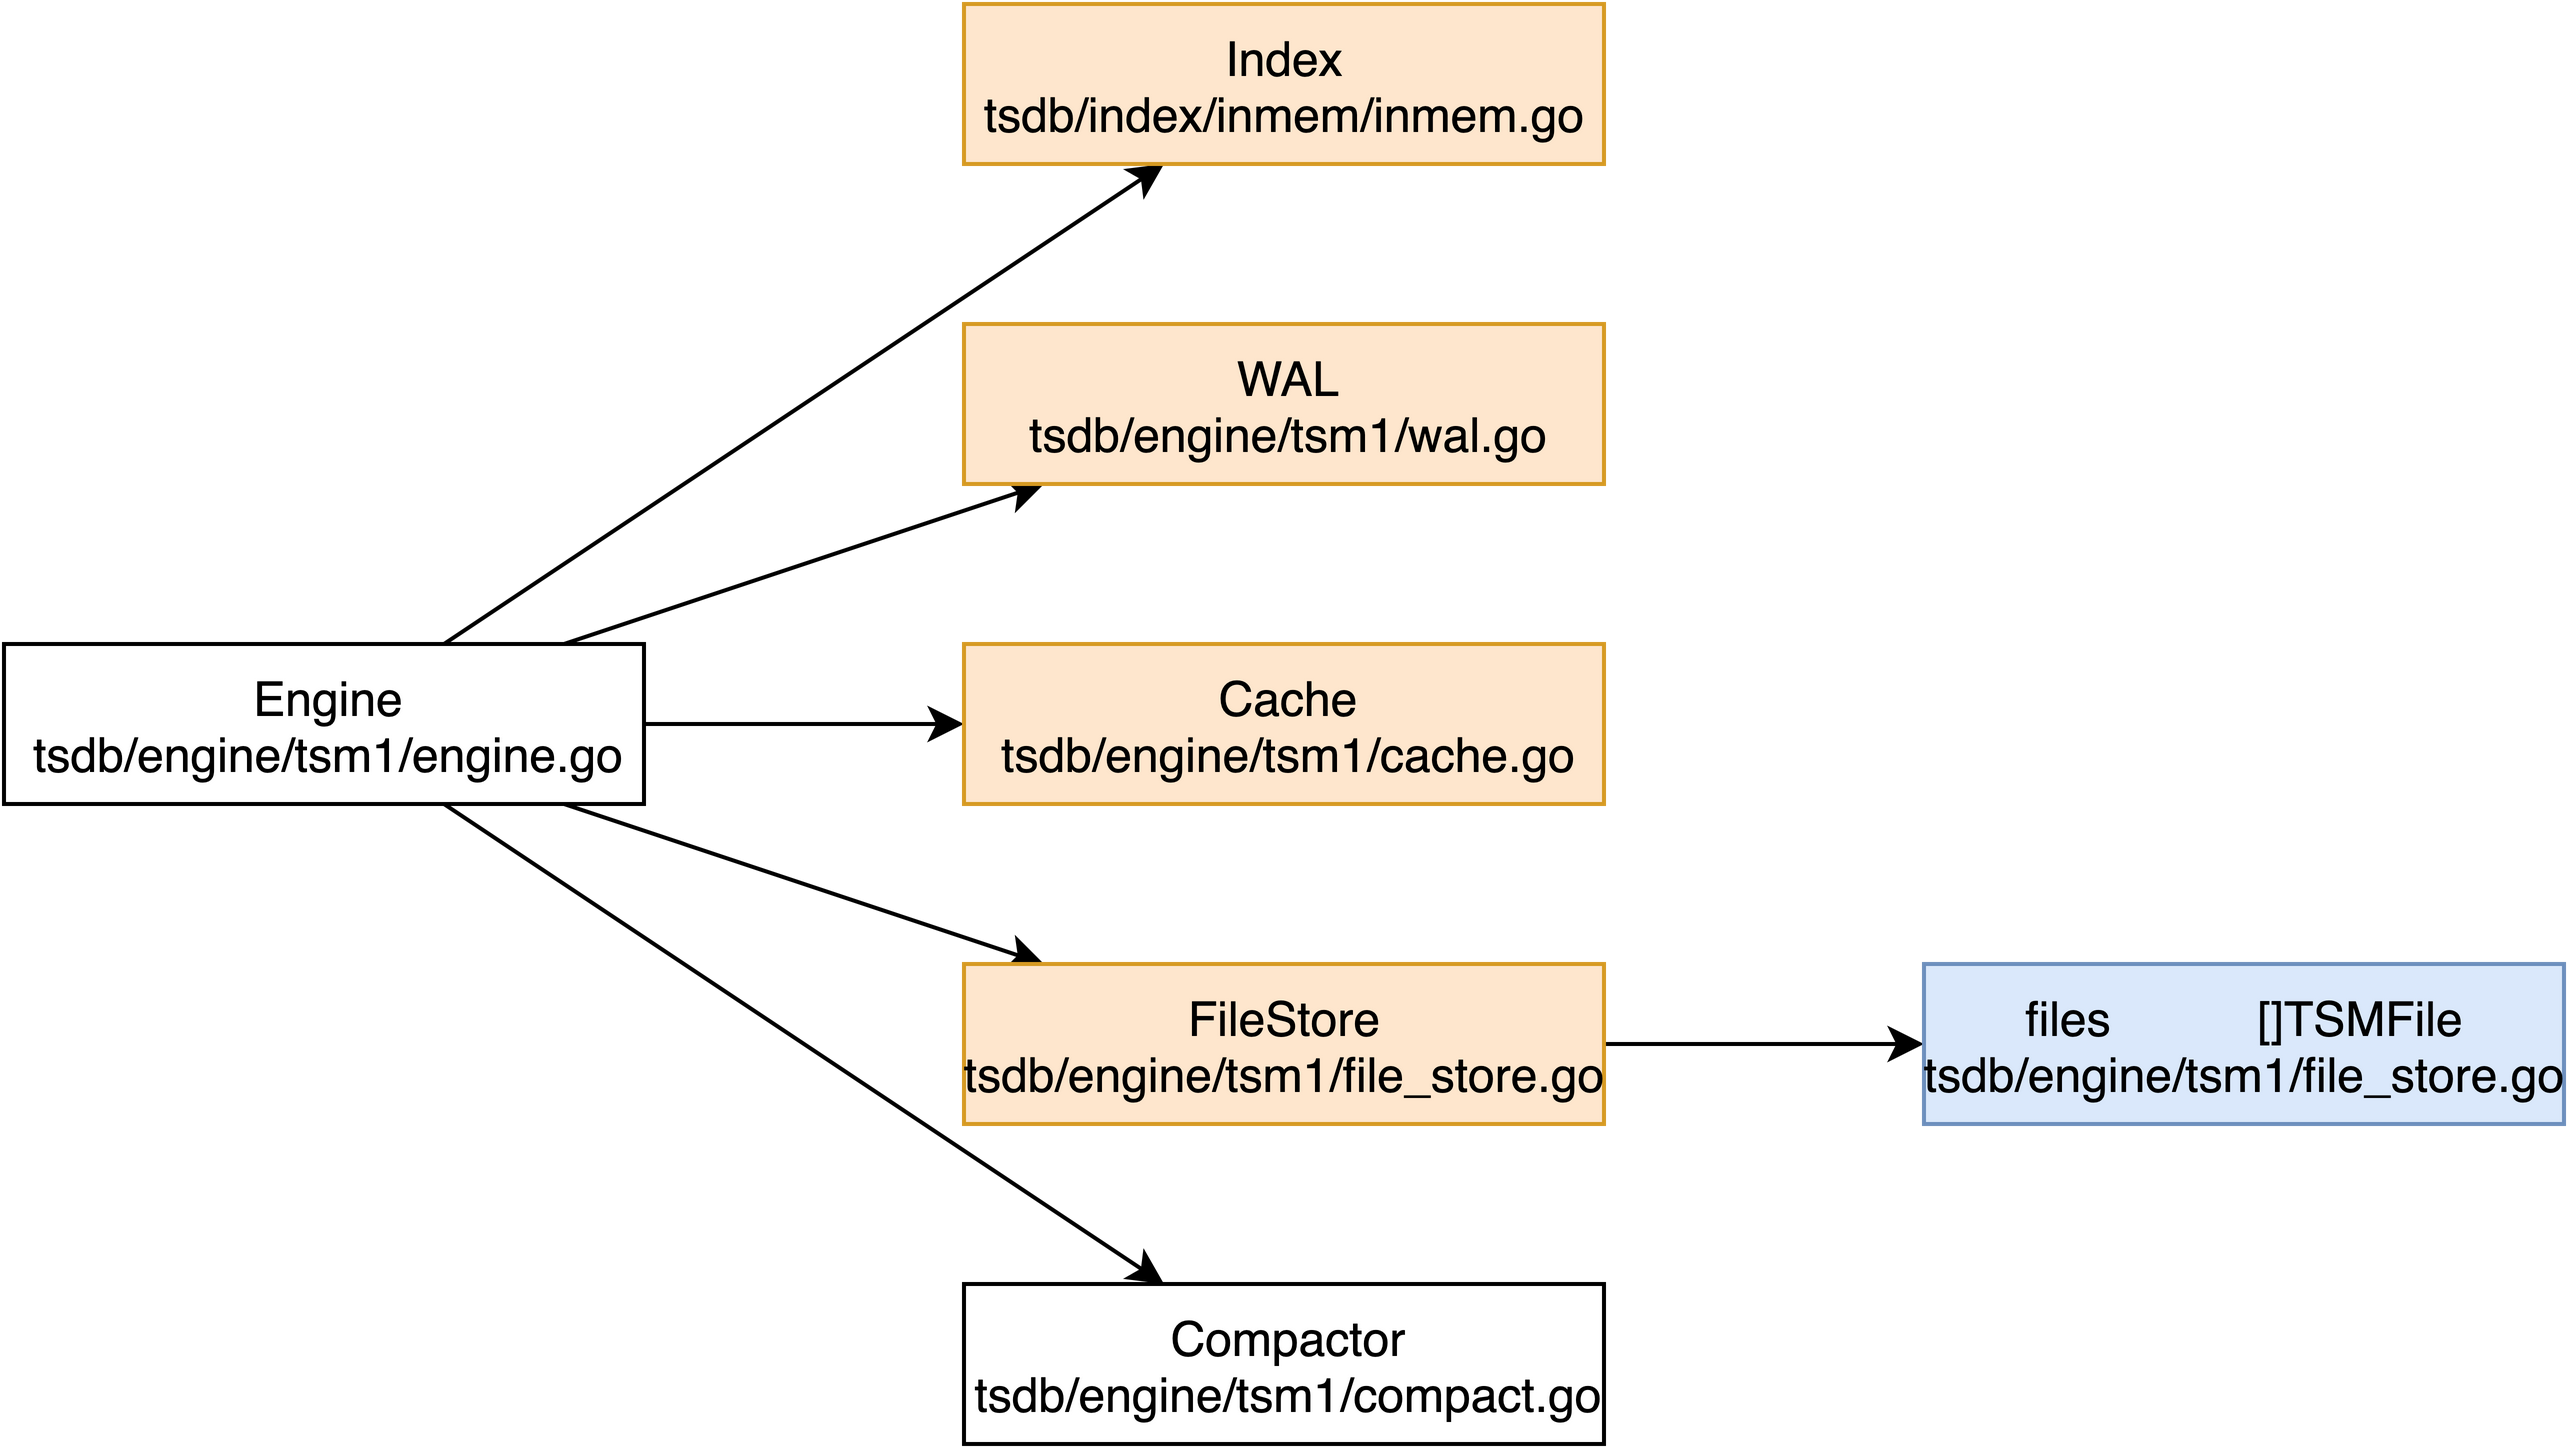 Index
tsdb/index/inmem/inmem.go
WAL
tsdb/engine/tsm1/wal.go
Engine
tsdb/engine/tsm1/engine.go
Cache
tsdb/engine/tsm1/cache.go
FileStore
tsdb/engine/tsm1/file_store.go
files []TSMFile
tsdb/engine/tsm1/file_store.go
Compactor
tsdb/engine/tsm1/compact.go